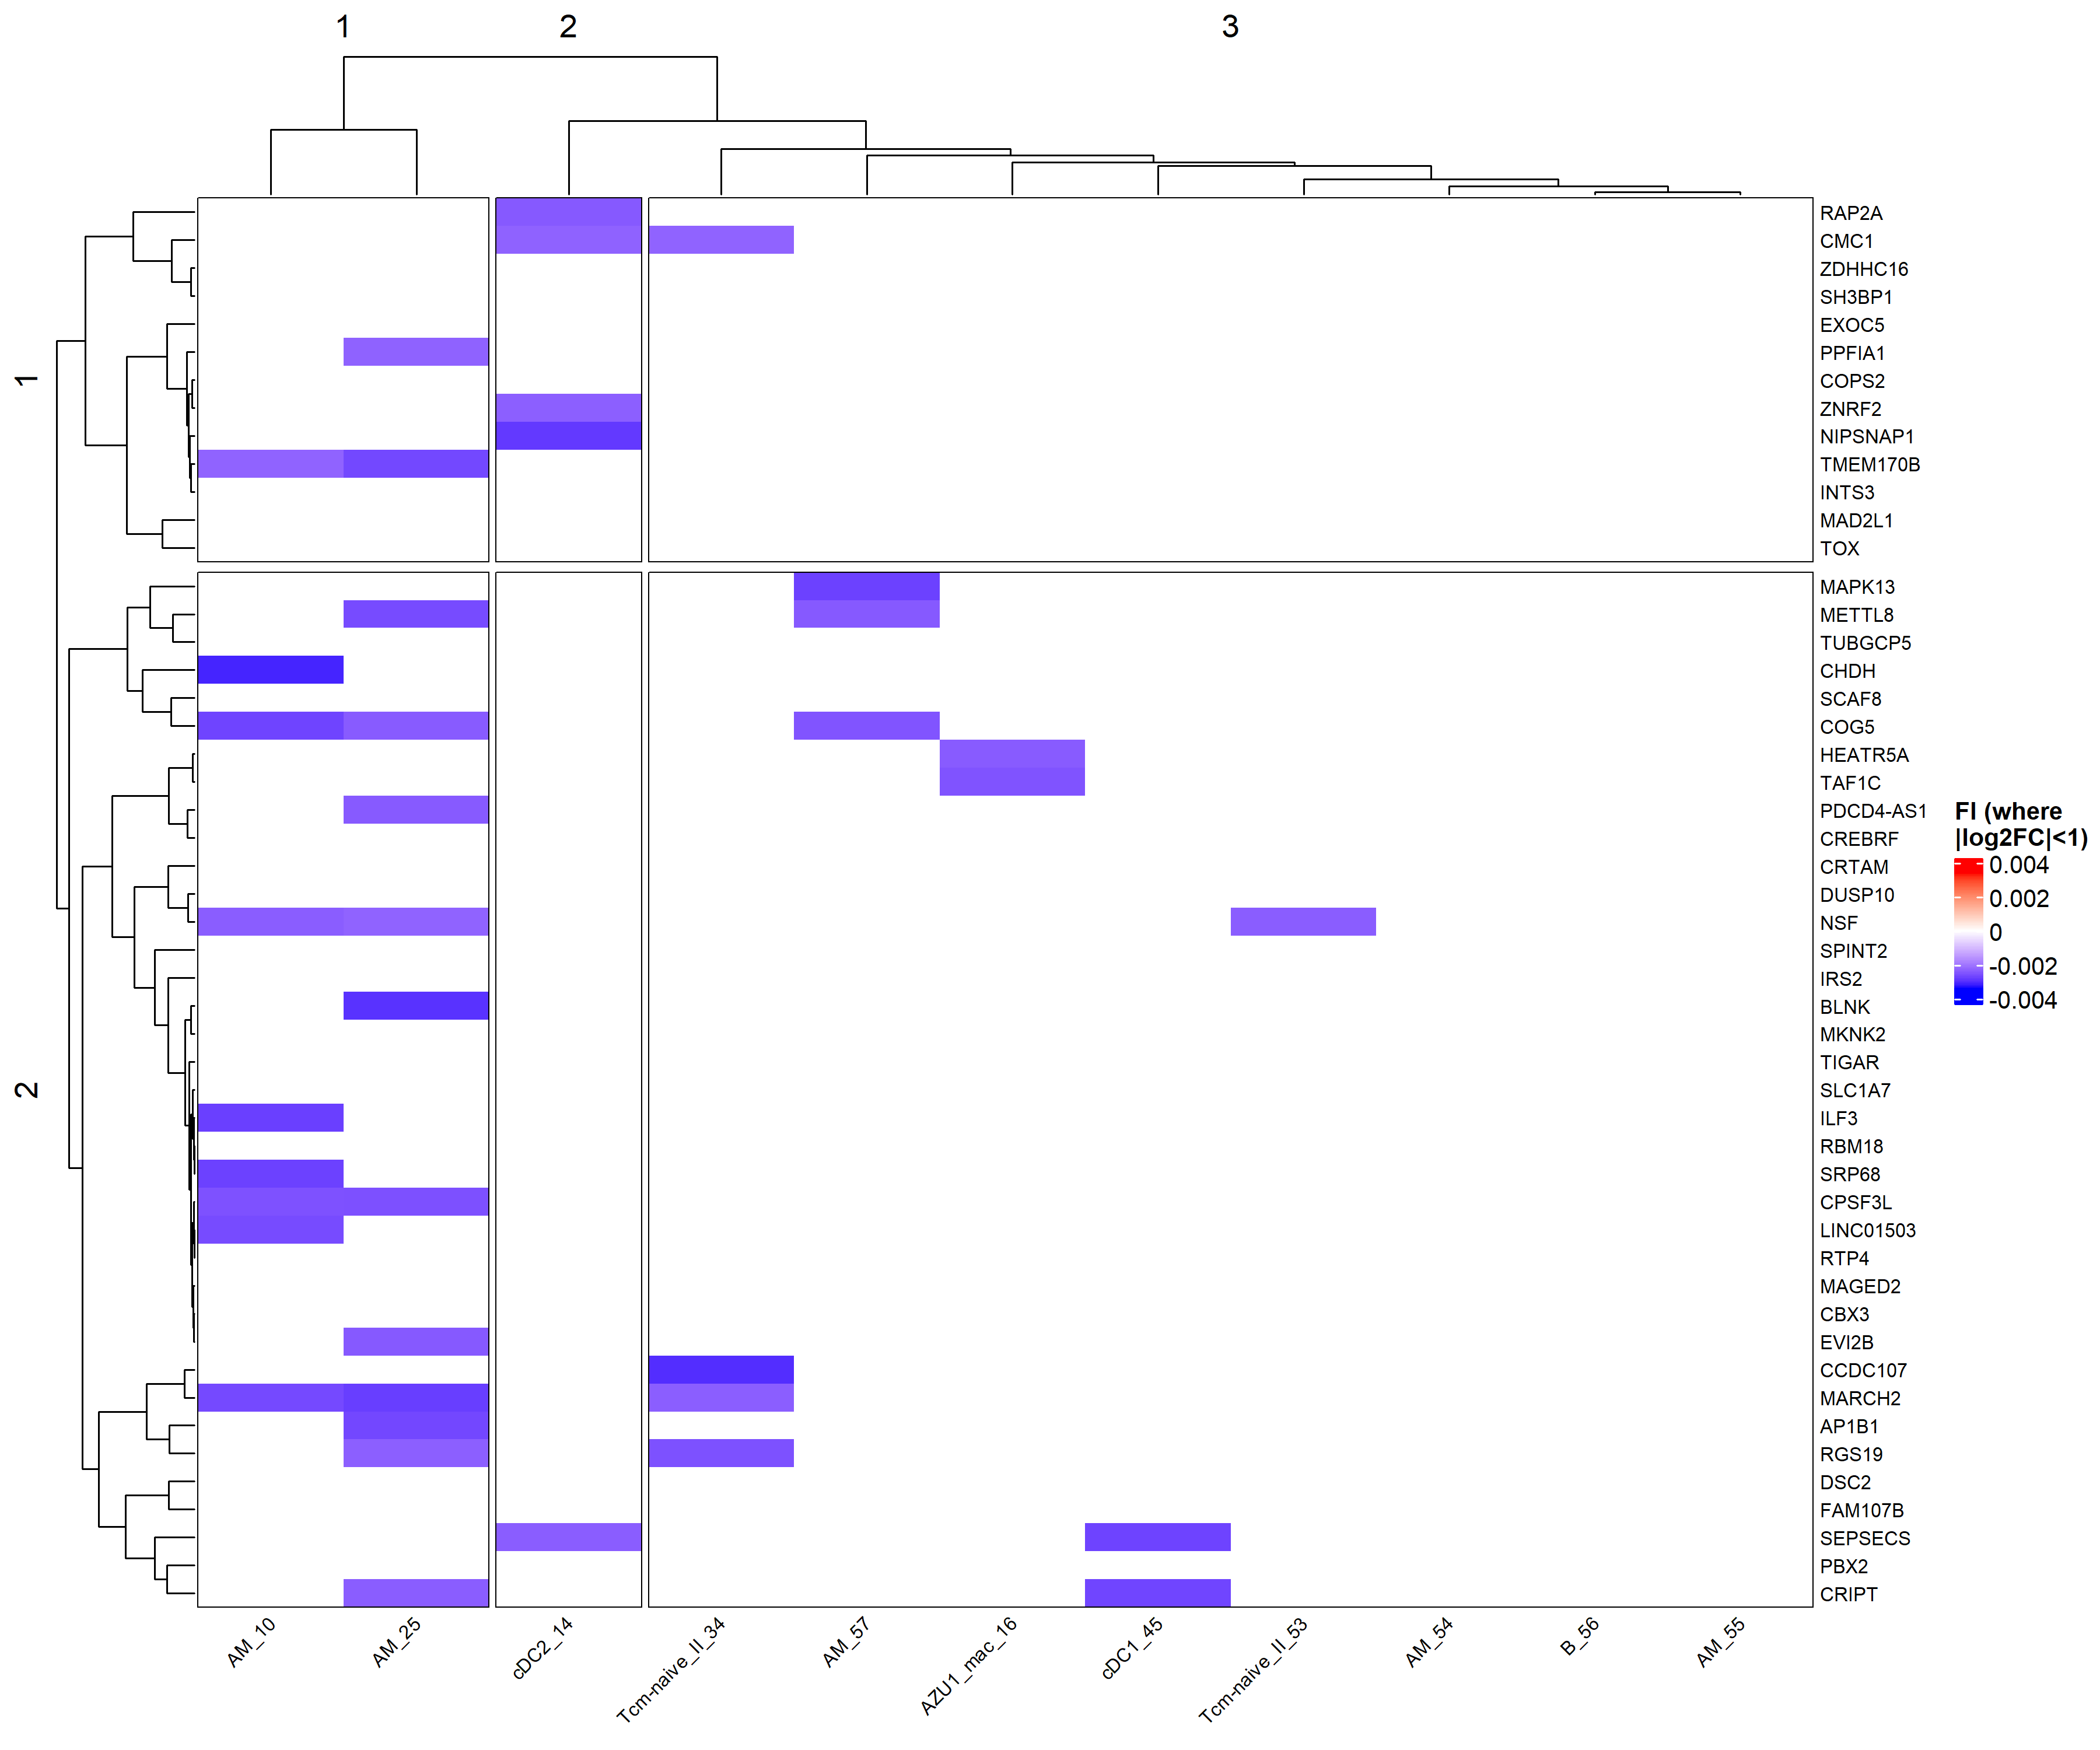 1
2
3
1
2
RAP2A
CMC1
ZDHHC16
SH3BP1
EXOC5
PPFIA1
COPS2
ZNRF2
NIPSNAP1
TMEM170B
INTS3
MAD2L1
TOX
MAPK13
METTL8
TUBGCP5
CHDH
SCAF8
COG5
HEATR5A
TAF1C
PDCD4-AS1
CREBRF
CRTAM
DUSP10
NSF
SPINT2
IRS2
BLNK
MKNK2
TIGAR
SLC1A7
ILF3
RBM18
SRP68
CPSF3L
LINC01503
RTP4
MAGED2
CBX3
EVI2B
CCDC107
MARCH2
AP1B1
RGS19
DSC2
FAM107B
SEPSECS
PBX2
CRIPT
FI (where
|log2FC|<1)
0.004
0.002
0
-0.002
-0.004
AM_10
AM_25
cDC2_14
Tcm-naive_II_34
AM_57
AZU1_mac_16
cDC1_45
Tcm-naive_II_53
AM_54
B_56
AM_55